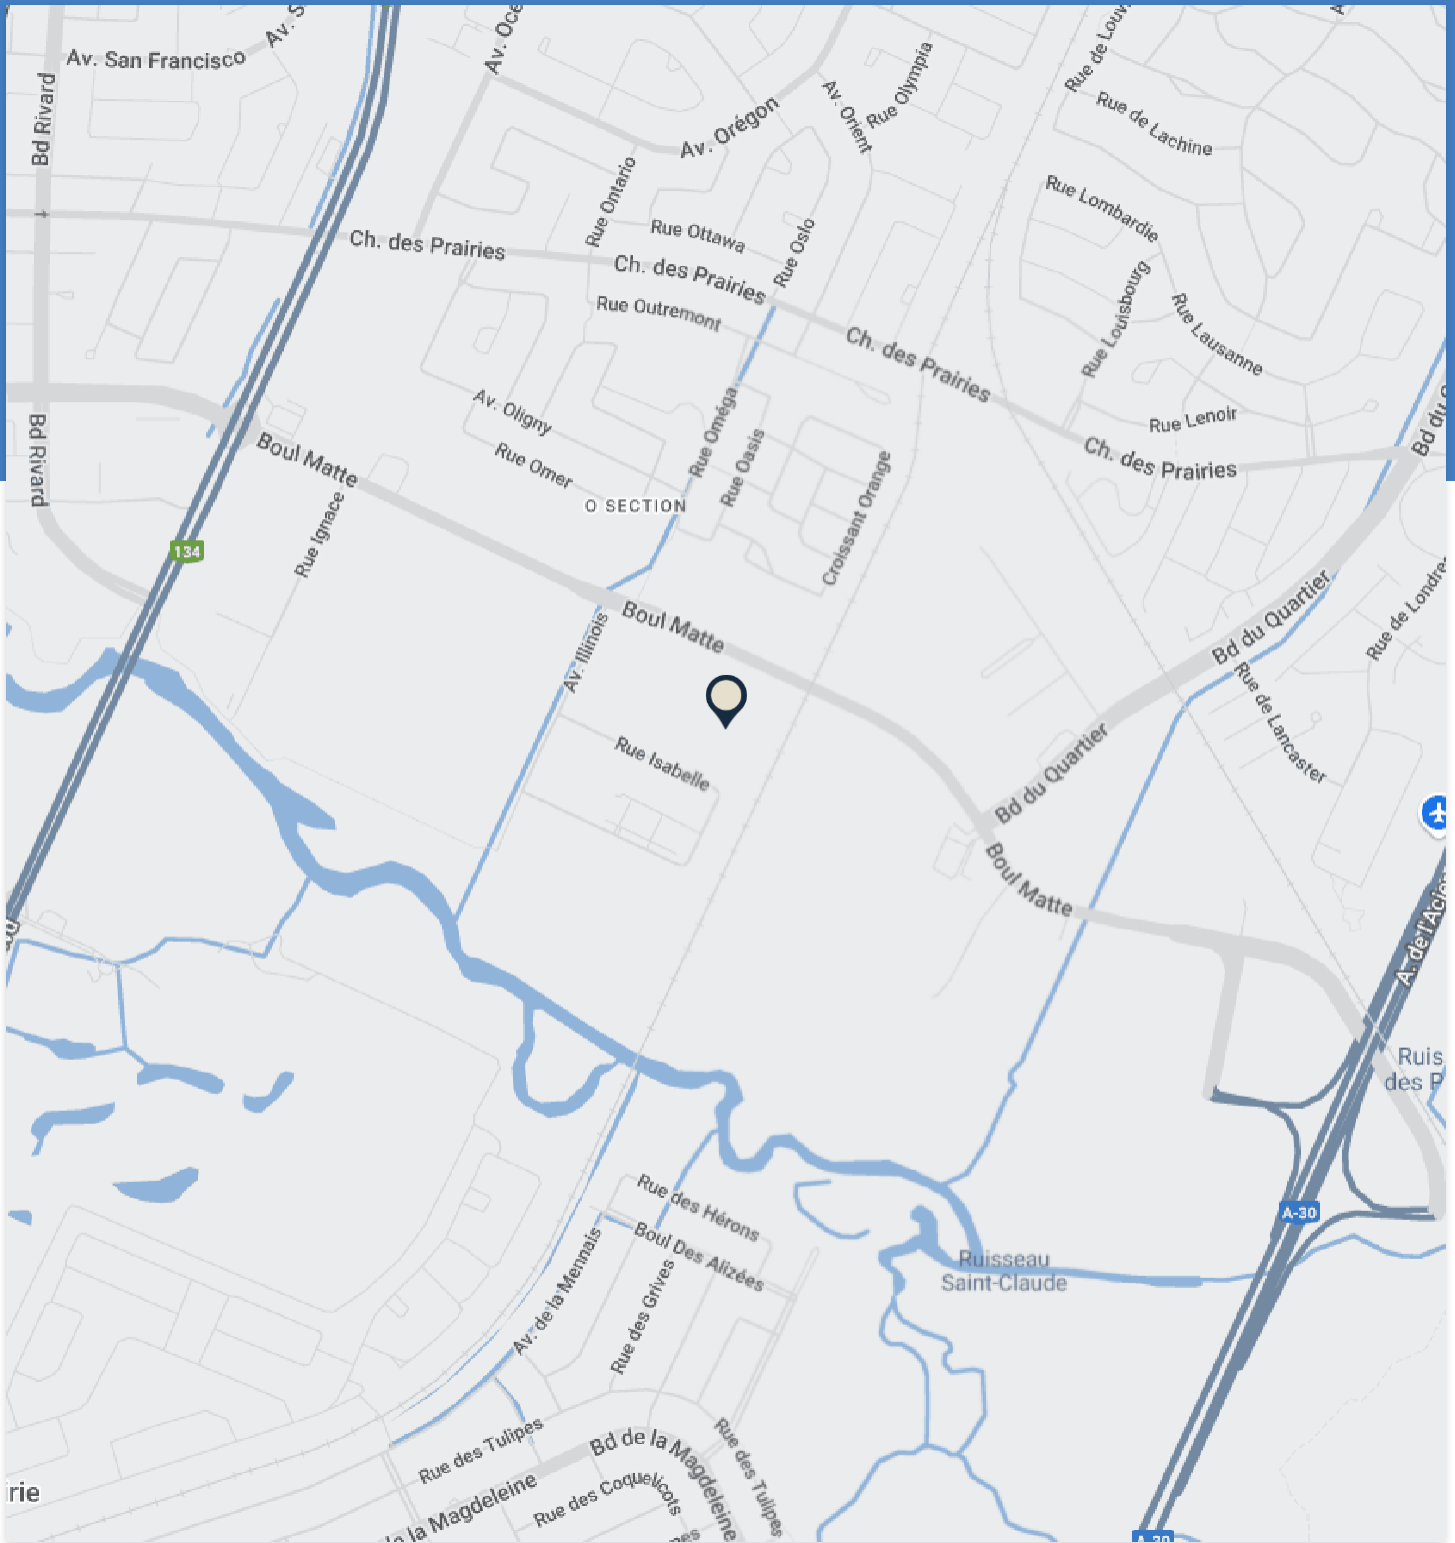 Av. San Francisco
Bd Rivard
Av. Orégon
Av. Orient
Rue Olympia
Rue de Lachine
Rue Lombardie
Rue Ontario
Rue Ottawa
Rue Oslo
Ch. des Prairies
Ch. des Prairies
Rue Outremont
Ch. des Prairies
Rue Louisbourg
Rue Lausanne
Av. Oligny
Rue Oméga
Rue Oasis
Rue Lenoir
Ch. des Prairies
Bd Rivard
Boul Matte
Rue Omer
O SECTION
Croissant Orange
Rue Ignace
134
Boul Matte
Av. Illinois
Bd du Quartier
Rue de Lancaster
Rue Isabelle
Bd du Quartier
Boul Matte
Rue des Hérons
Boul Des Alizées
Av. de la Mennais
Rue des Grives
A-30
Ruisseau
Saint-Claude
Rue des Tulipes
Bd de la Magdeleine
Rue des Tulipes
Rue des Coquelicots
la Magdeleine
A-30